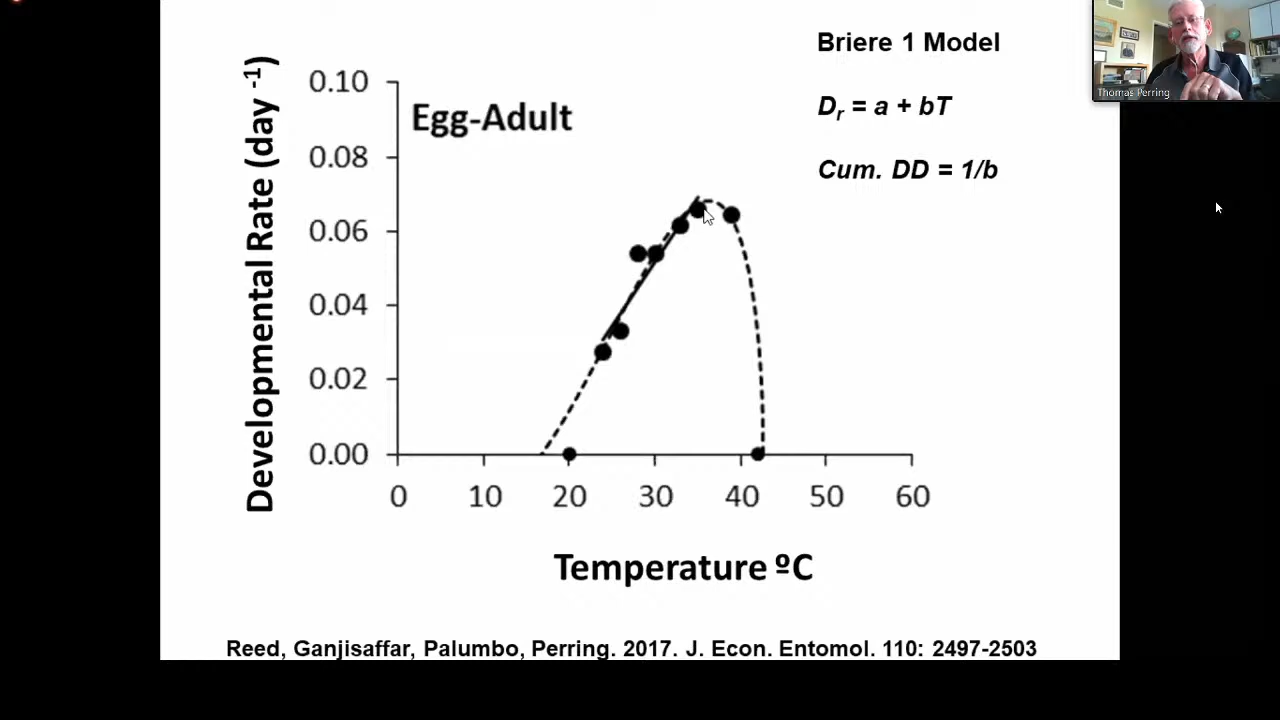 Briere 1 Model
Dr = a + bT
Cum. DD = 1/b
Thomas Perring
Egg-Adult
Developmental Rate (day -1)
0.10
0.08
0.06
0.04
0.02
0.00
0 10 20 30 40 50 60
Temperature ºC
Reed, Ganjisaffar, Palumbo, Perring. 2017. J. Econ. Entomol. 110: 2497-2503